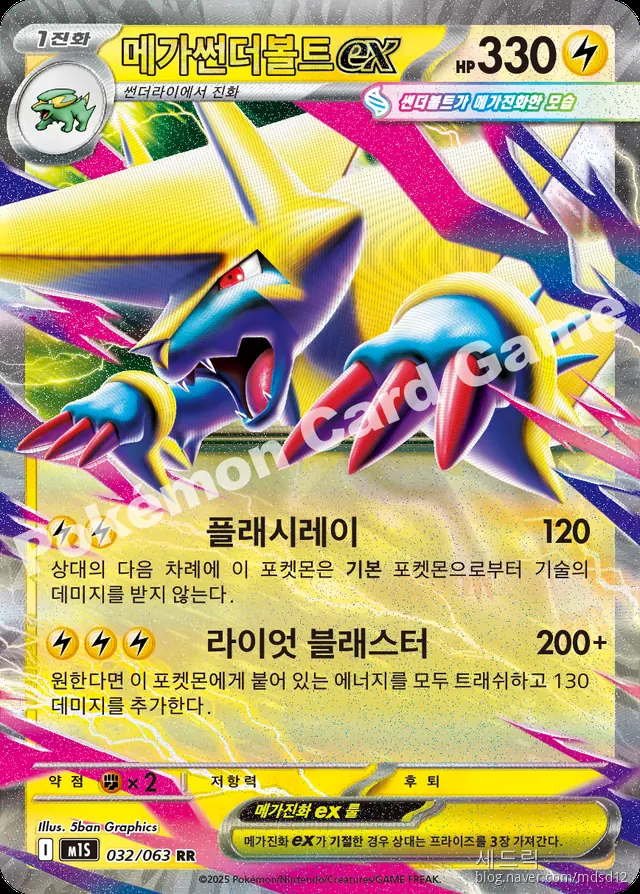 1진화
메가썬더볼트 ex
HP 330
썬더라이에서 진화
썬더볼트가 메가진화한 모습
Pokémon Card Game
플래시레이 120
상대의 다음 차례에 이 포켓몬은 기본 포켓몬으로부터 기술의
데미지를 받지 않는다.
라이엇 블래스터 200+
원한다면 이 포켓몬에게 붙어 있는 에너지를 모두 트래쉬하고 130
데미지를 추가한다.
약점 ×2 저항력 후퇴
메가진화 ex 룰
메가진화 ex가 기절한 경우 상대는 프라이즈를 3장 가져간다.
Illus. 5ban Graphics
I M1S 032/063 RR
©2025 Pokémon/Nintendo/Creatures/GAME FREAK.
세드릭
blog.naver.com/mdsd12